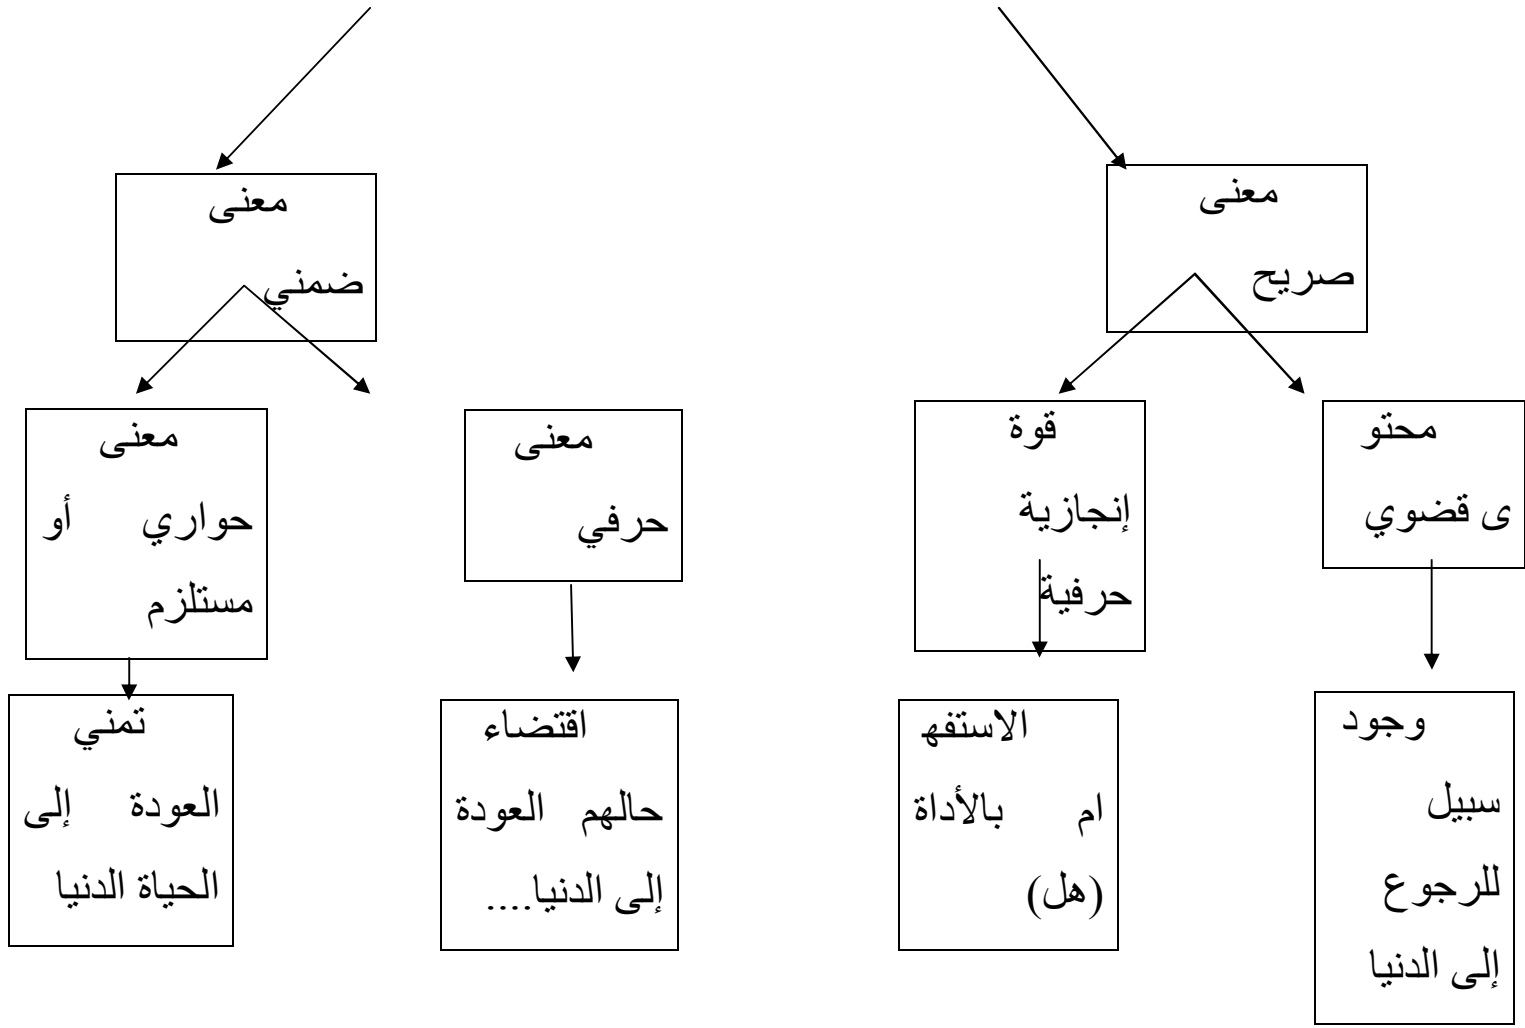 معنى
صريح
معنى
ضمني
محتو
ى قضوي
قوة
إنجازية
حرفية
معنى
حرفي
معنى
حواري أو
مستلزم
وجود
سبيل
للرجوع
إلى الدنيا
الاستفه
ام بالأداة
(هل)
اقتضاء
حالهم العودة
إلى الدنيا....
تمني
العودة إلى
الحياة الدنيا